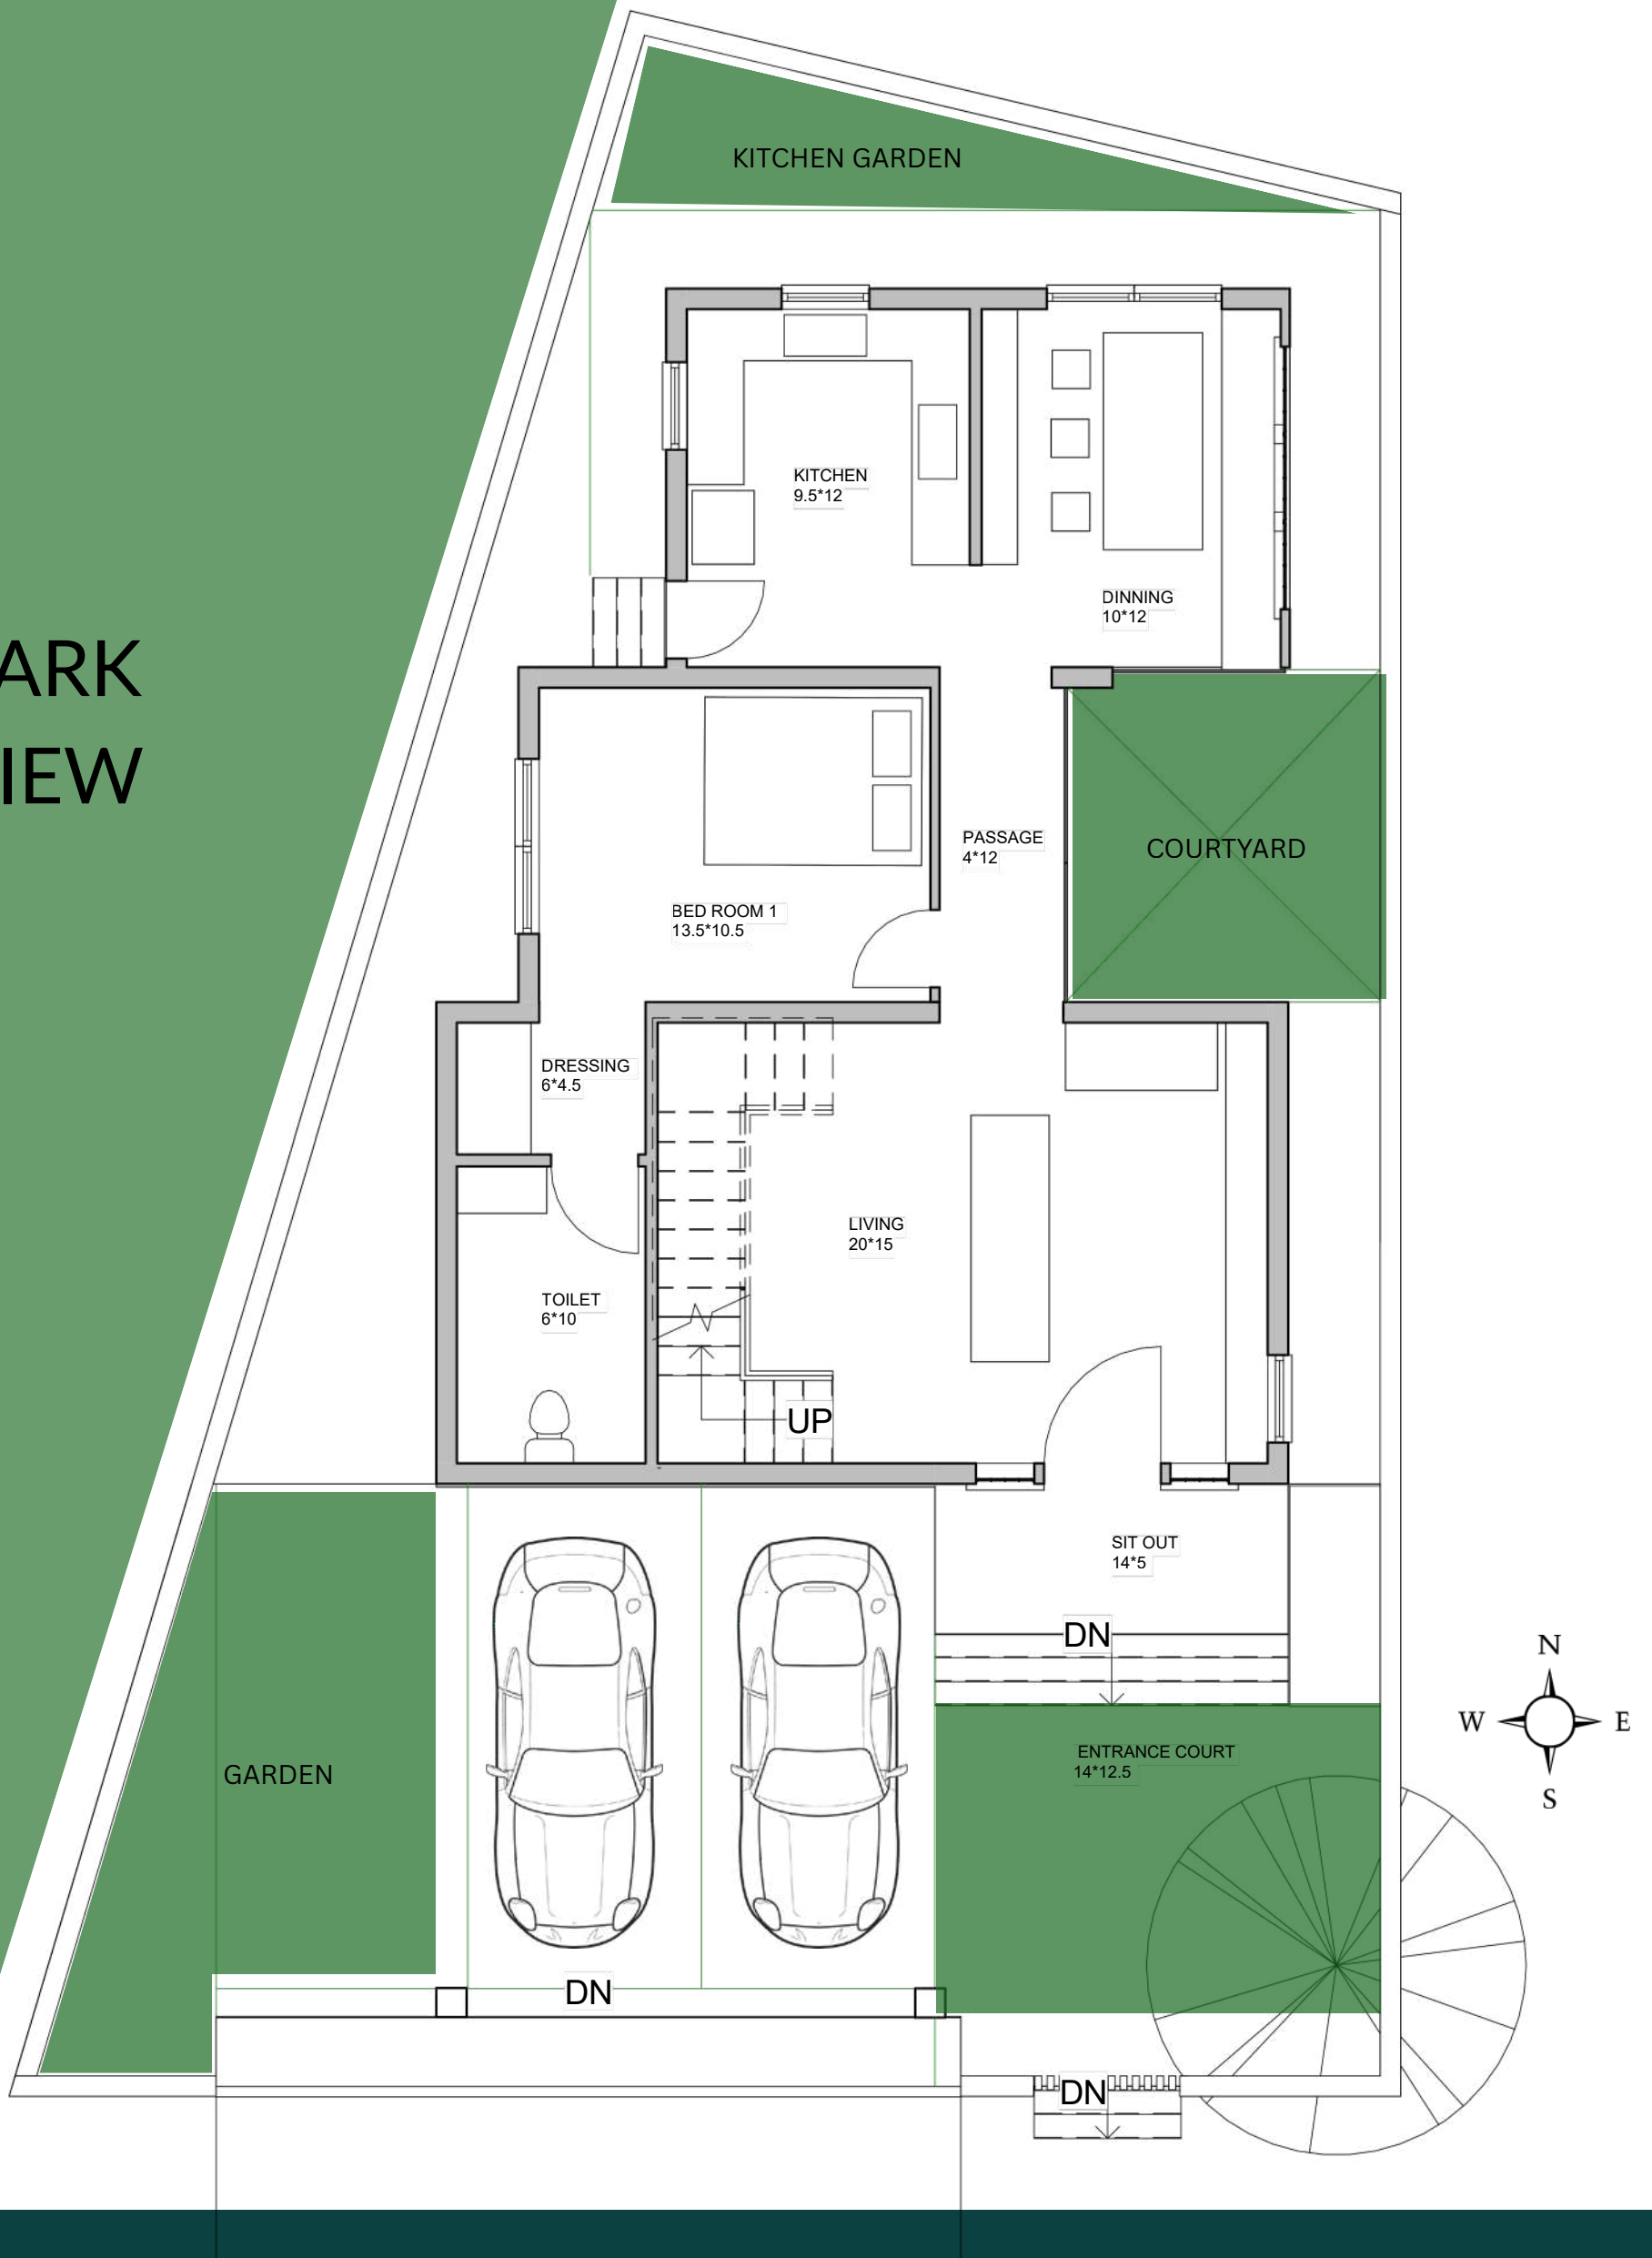 KITCHEN GARDEN
KITCHEN
9.5*12
DINNING
10*12
ARK
IEW
PASSAGE
4*12
COURTYARD
BED ROOM 1
13.5*10.5
DRESSING
6*4.5
LIVING
20*15
TOILET
6*10
UP
SIT OUT
14*5
DN
N
W
E
S
ENTRANCE COURT
14*12.5
GARDEN
DN
DN